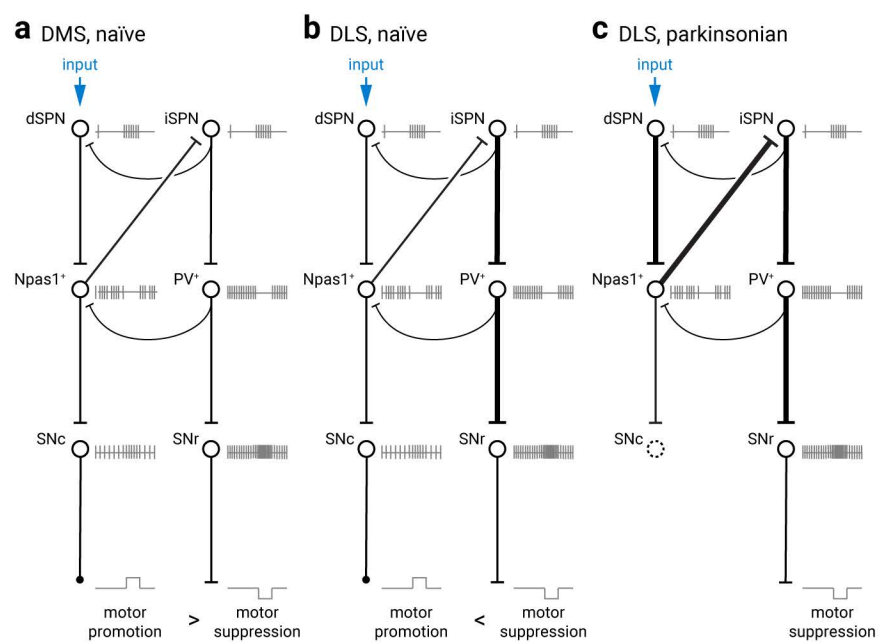 a DMS, naïve
b DLS, naïve
c DLS, parkinsonian
input
input
input
dSPN
iSPN
dSPN
iSPN
dSPN
iSPN
Npas1⁺
PV⁺
Npas1⁺
PV⁺
Npas1⁺
PV⁺
SNc
SNr
SNc
SNr
SNc
SNr
motor
promotion
>
motor
suppression
motor
promotion
<
motor
suppression
motor
suppression